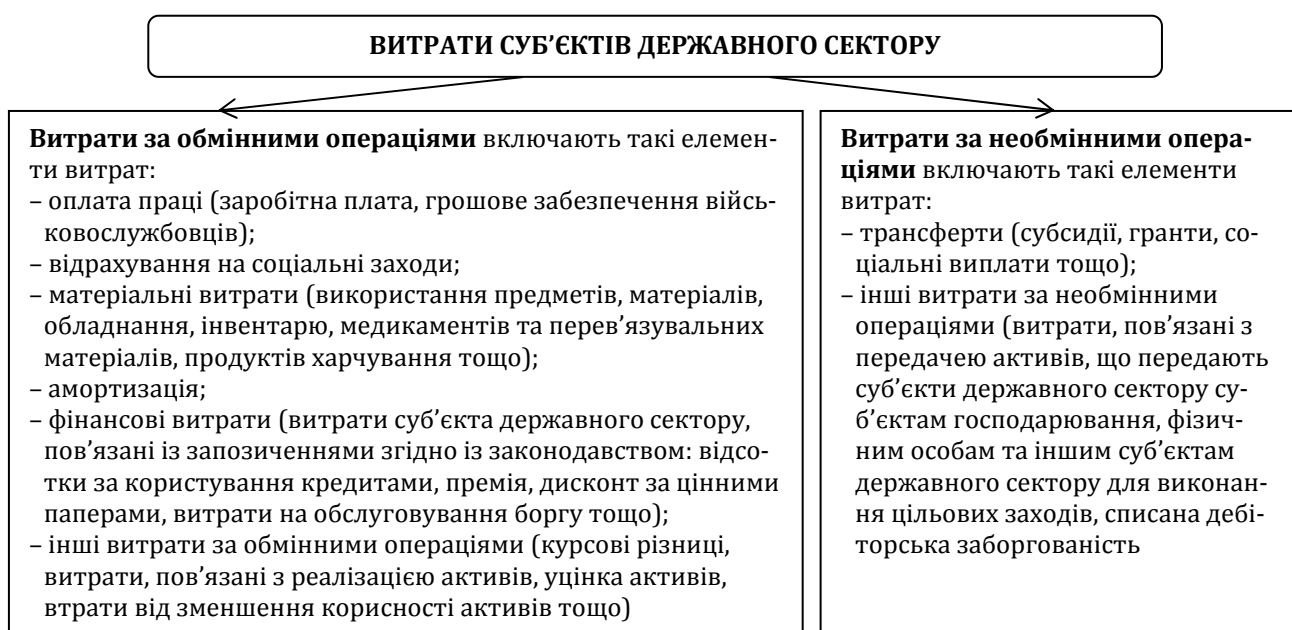 ВИТРАТИ СУБ’ЄКТІВ ДЕРЖАВНОГО СЕКТОРУ
Витрати за обмінними операціями включають такі елемен-
ти витрат:
– оплата праці (заробітна плата, грошове забезпечення війсь-
ковослужбовців);
– відрахування на соціальні заходи;
– матеріальні витрати (використання предметів, матеріалів,
обладнання, інвентарю, медикаментів та перев’язувальних
матеріалів, продуктів харчування тощо);
– амортизація;
– фінансові витрати (витрати суб’єкта державного сектору,
пов’язані із запозиченнями згідно із законодавством: відсо-
тки за користування кредитами, премія, дисконт за цінними
паперами, витрати на обслуговування боргу тощо);
– інші витрати за обмінними операціями (курсові різниці,
витрати, пов’язані з реалізацією активів, уцінка активів,
втрати від зменшення корисності активів тощо)
Витрати за необмінними опера-
ціями включають такі елементи
витрат:
– трансферти (субсидії, гранти, со-
ціальні виплати тощо);
– інші витрати за необмінними
операціями (витрати, пов’язані з
передачею активів, що передають
суб’єкти державного сектору су-
б’єктам господарювання, фізич-
ним особам та іншим суб’єктам
державного сектору для виконан-
ня цільових заходів, списана дебі-
торська заборгованість